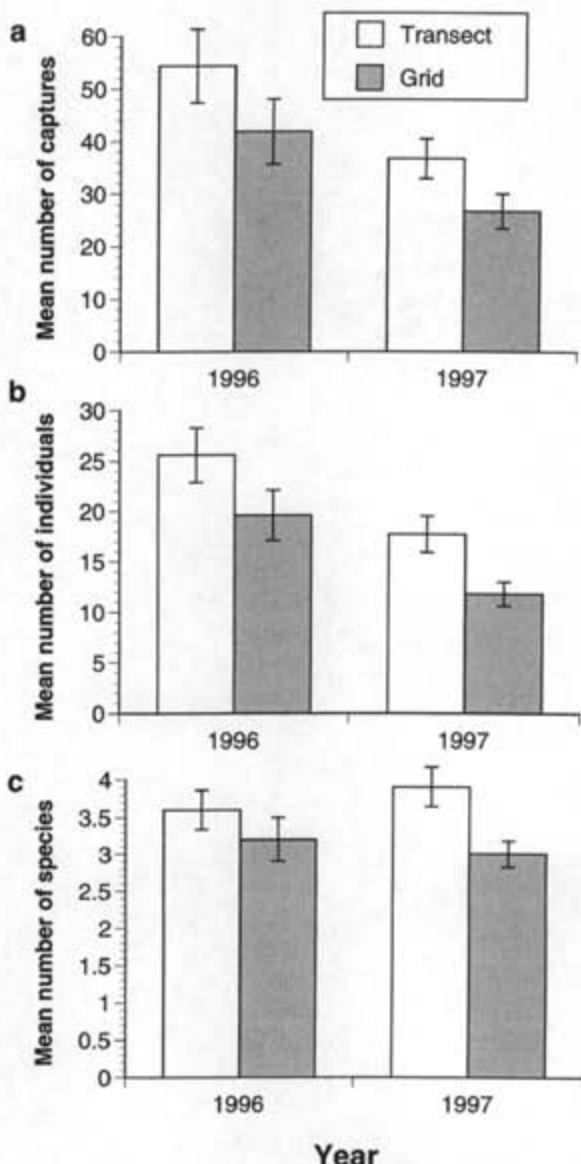 a
Mean number of captures
60
50
40
30
20
10
0
Transect
Grid
1996 1997
b
Mean number of individuals
30
25
20
15
10
5
0
1996 1997
c
Mean number of species
4
3.5
3
2.5
2
1.5
1
0.5
0
1996 1997
Year